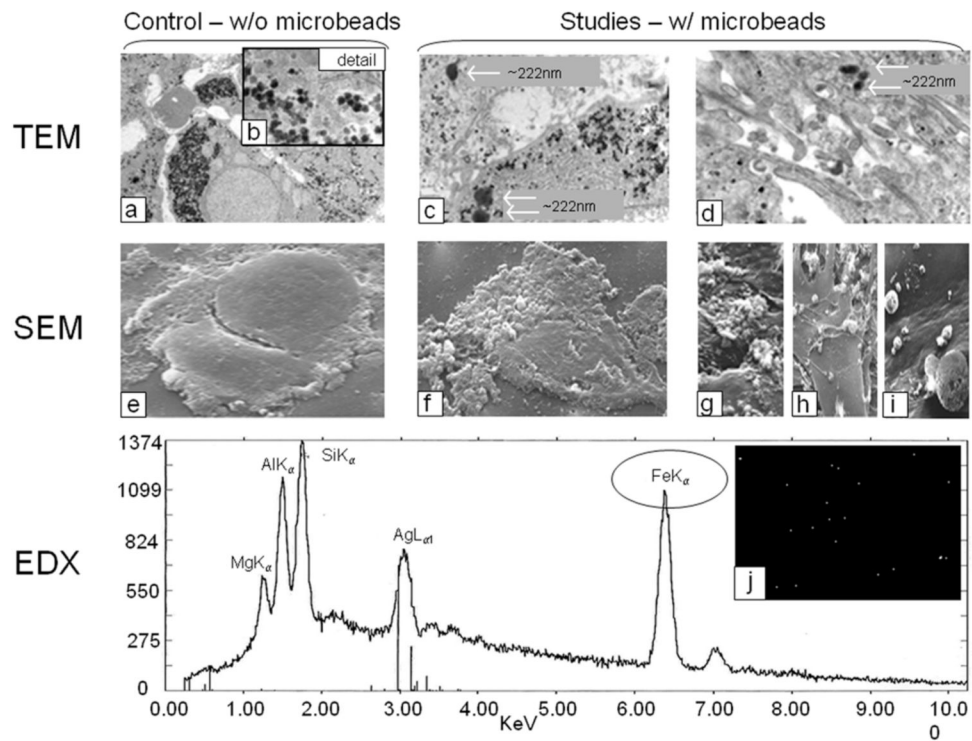 Control – w/o microbeads
Studies – w/ microbeads
TEM
detail
b
a
~222nm
~222nm
c
~222nm
d
SEM
e
f
g
h
i
EDX
1374
1099
824
550
275
0
MgKα
AlKα
SiKα
AgLα1
FeKα
j
0.00 1.00 2.00 3.00 4.00 5.00 6.00 7.00 8.00 9.00 10.0
0
KeV